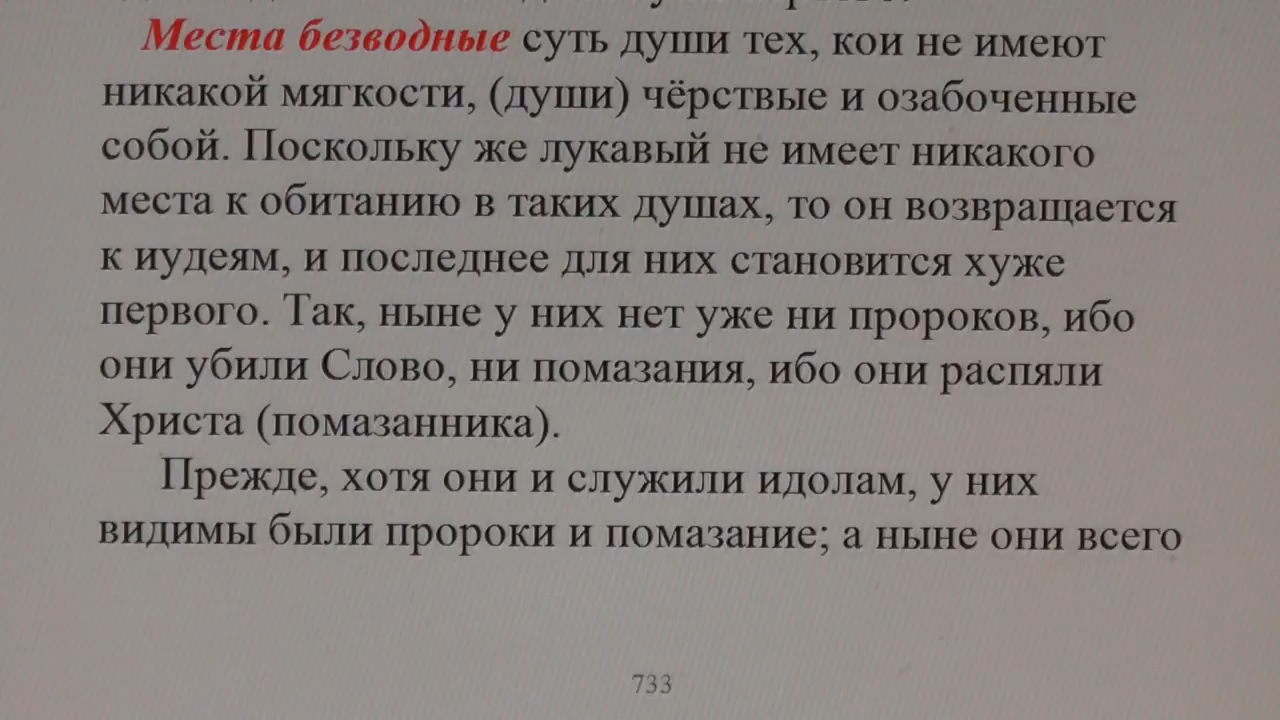 Места безводные суть души тех, кои не имеют
никакой мягкости, (души) чёрствые и озабоченные
собой. Поскольку же лукавый не имеет никакого
места к обитанию в таких душах, то он возвращается
к иудеям, и последнее для них становится хуже
первого. Так, ныне у них нет уже ни пророков, ибо
они убили Слово, ни помазания, ибо они распяли
Христа (помазанника).
Прежде, хотя они и служили идолам, у них
видимы были пророки и помазание; а ныне они всего
733